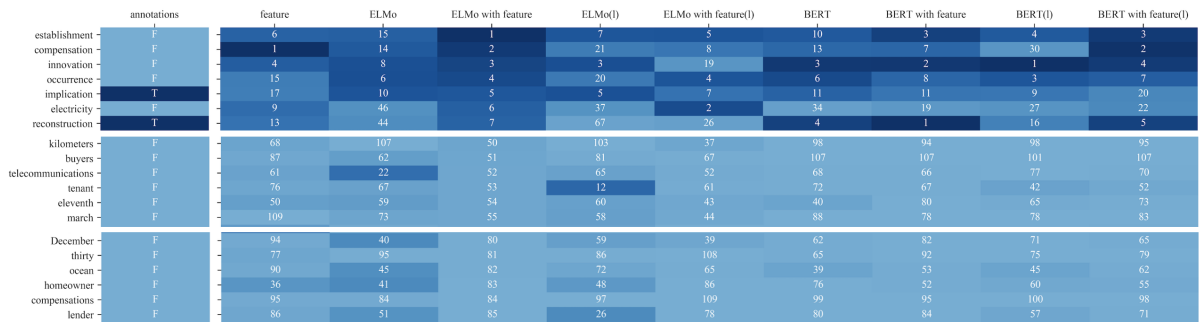 annotations feature ELMo ELMo with feature ELMo(l) ELMo with feature(l) BERT BERT with feature BERT(l) BERT with feature(l)
establishment F 6 15 1 7 5 10 3 4 3
compensation F 1 14 2 21 8 13 7 30 2
innovation F 4 8 3 3 19 3 2 1 4
occurrence F 15 6 4 20 4 6 8 3 7
implication T 17 10 5 5 7 11 11 9 20
electricity F 9 46 6 37 2 34 19 27 22
reconstruction T 13 44 7 67 26 4 1 16 5
kilometers F 68 107 50 103 37 98 94 98 95
buyers F 87 62 51 81 67 107 107 101 107
telecommunications F 61 22 52 65 52 68 66 77 70
tenant F 76 67 53 12 61 72 67 42 52
eleventh F 50 59 54 60 43 40 80 65 73
march F 109 73 55 58 44 88 78 78 83
December F 94 40 80 59 39 62 82 71 65
thirty F 77 95 81 86 108 65 92 75 79
ocean F 90 45 82 72 65 39 53 45 62
homeowner F 36 41 83 48 86 76 52 60 55
compensations F 95 84 84 97 109 99 95 100 98
lender F 86 51 85 26 78 80 84 57 71